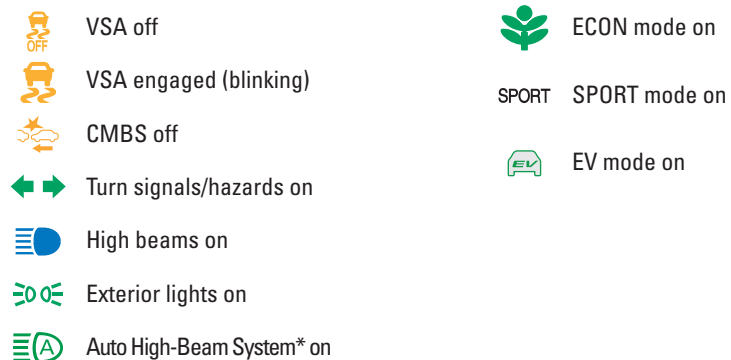 OFF
VSA off
VSA engaged (blinking)
CMBS off
Turn signals/hazards on
High beams on
Exterior lights on
A
Auto High-Beam System* on
ECON mode on
SPORT
SPORT mode on
EV
EV mode on